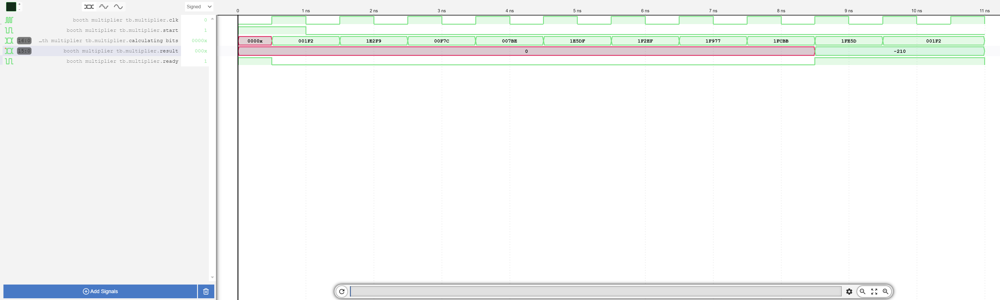 +
-
Signed
0 1 ns 2 ns 3 ns 4 ns 5 ns 6 ns 7 ns 8 ns 9 ns 10 ns 11 ns
booth multiplier tb.multiplier.clk 0
booth multiplier tb.multiplier.start 1
16:0 …th multiplier tb.multiplier.calculating bits 0000x 0000x 001F2 1E2F9 00F7C 007BE 1E5DF 1F2EF 1F977 1FCBB 1FE5D 001F2
15:0 booth multiplier tb.multiplier.result 000x 0 -210
booth multiplier tb.multiplier.ready 1
Add Signals